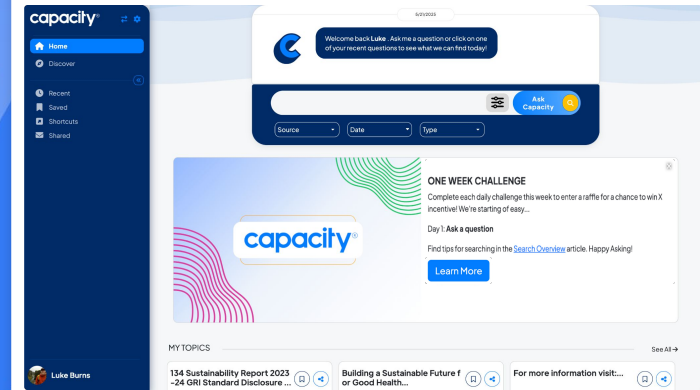 capacity®
Home
Discover
Recent
Saved
Shortcuts
Shared
Luke Burns
5/21/2025
Welcome back Luke . Ask me a question or click on one
of your recent questions to see what we can find today!
Ask
Capacity
Source
Date
Type
capacity®
ONE WEEK CHALLENGE
Complete each daily challenge this week to enter a raffle for a chance to win X
incentive! We're starting of easy...
Day 1: Ask a question
Find tips for searching in the Search Overview article. Happy Asking!
Learn More
MY TOPICS
See All →
134 Sustainability Report 2023
-24 GRI Standard Disclosure ...
Building a Sustainable Future f
or Good Health...
For more information visit:...